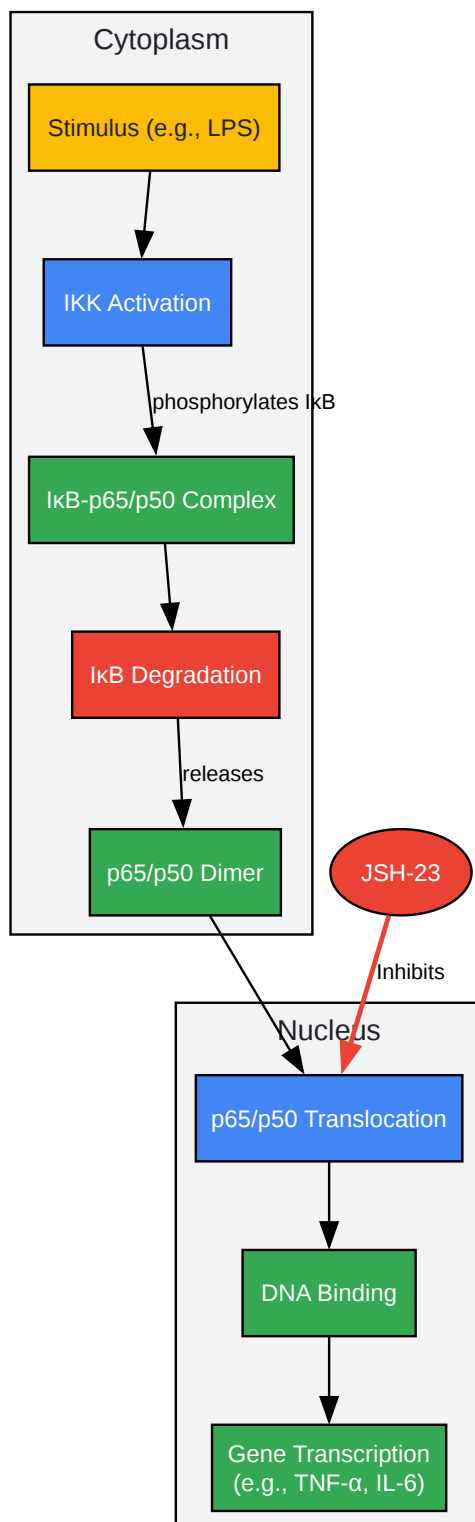 Cytoplasm
Stimulus (e.g., LPS)
IKK Activation
phosphorylates IκB
IκB-p65/p50 Complex
IκB Degradation
releases
p65/p50 Dimer
JSH-23
Inhibits
Nucleus
p65/p50 Translocation
DNA Binding
Gene Transcription
(e.g., TNF-α, IL-6)